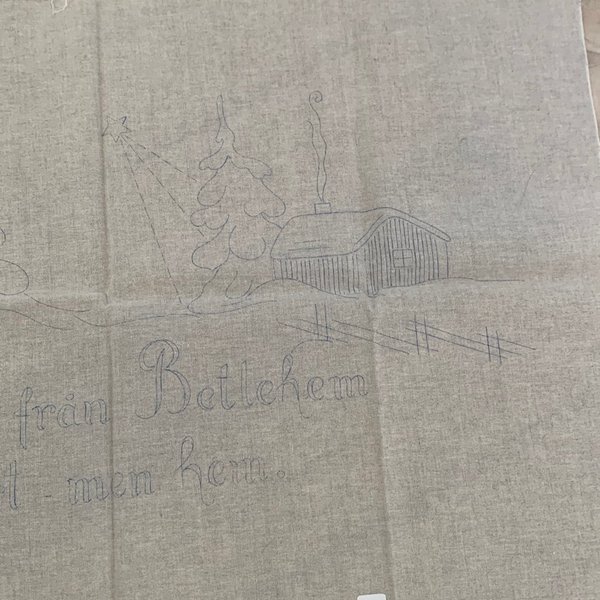 från Betlehem
- men hem.